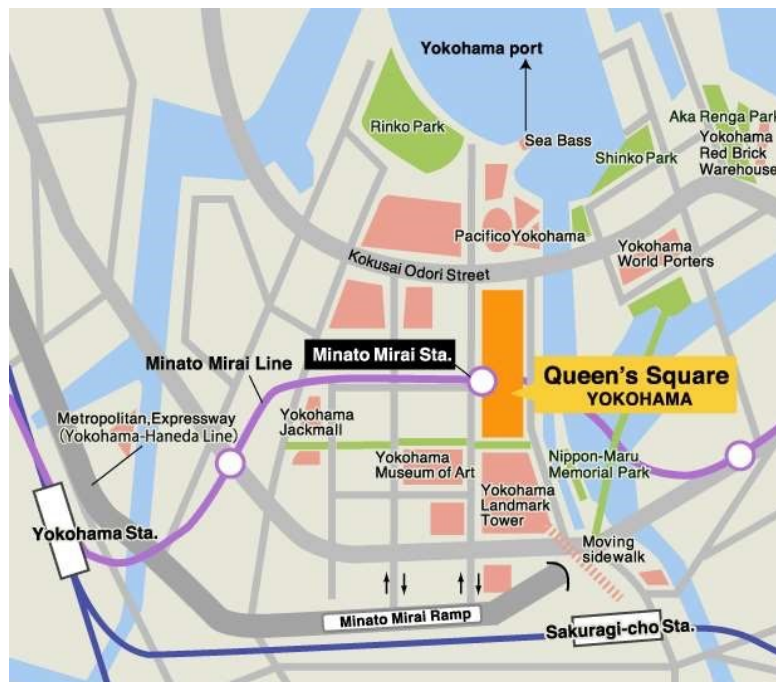 Yokohama port
Rinko Park
Sea Bass
Aka Renga Park
Yokohama
Red Brick
Warehouse
Shinko Park
Pacifico Yokohama
Yokohama
World Porters
Kokusai Odori Street
Minato Mirai Sta.
Minato Mirai Line
Queen's Square
YOKOHAMA
Metropolitan,Expressway
(Yokohama-Haneda Line)
Yokohama
Jackmall
Yokohama
Museum of Art
Nippon-Maru
Memorial Park
Yokohama
Landmark
Tower
Yokohama Sta.
Moving
sidewalk
Minato Mirai Ramp
Sakuragi-cho Sta.